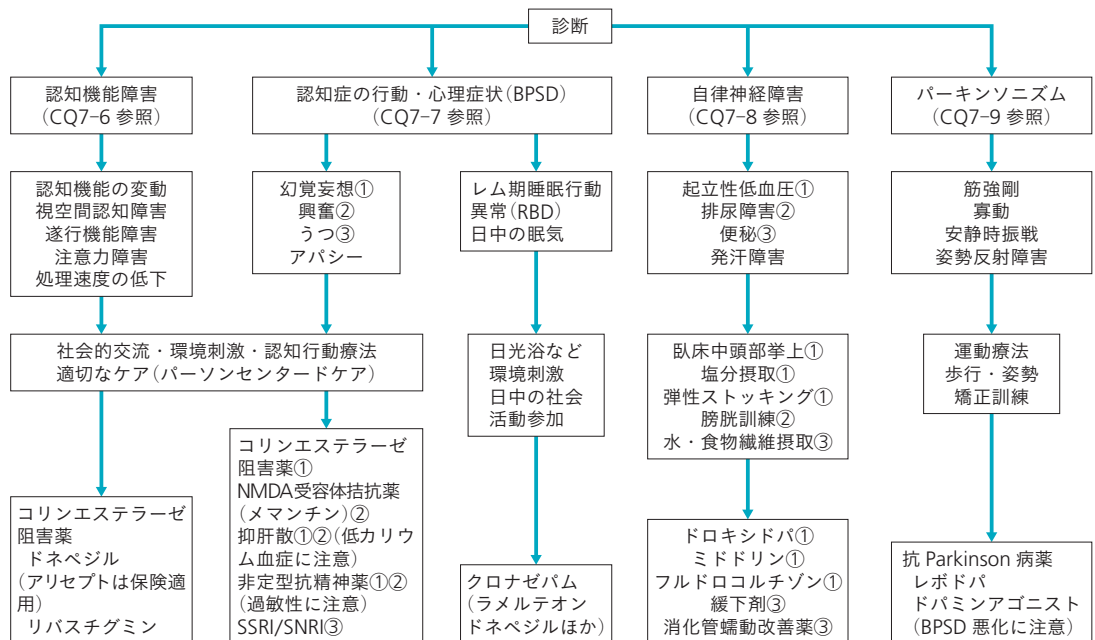 診断
認知機能障害
(CQ7-6 参照)
認知症の行動・心理症状(BPSD)
(CQ7-7 参照)
自律神経障害
(CQ7-8 参照)
パーキンソニズム
(CQ7-9 参照)
認知機能の変動
視空間認知障害
遂行機能障害
注意力障害
処理速度の低下
幻覚妄想①
興奮②
うつ③
アパシー
レム期睡眠行動
異常(RBD)
日中の眠気
起立性低血圧①
排尿障害②
便秘③
発汗障害
筋強剛
寡動
安静時振戦
姿勢反射障害
社会的交流・環境刺激・認知行動療法
適切なケア(パーソンセンタードケア)
日光浴など
環境刺激
日中の社会
活動参加
臥床中頭部挙上①
塩分摂取①
弾性ストッキング①
膀胱訓練②
水・食物繊維摂取③
運動療法
歩行・姿勢
矯正訓練
コリンエステラーゼ
阻害薬
ドネペジル
(アリセプトは保険適
用)
リバスチグミン
コリンエステラーゼ
阻害薬①
NMDA受容体拮抗薬
(メマンチン)②
抑肝散①②(低カリウ
ム血症に注意)
非定型抗精神薬①②
(過敏性に注意)
SSRI/SNRI③
クロナゼパム
(ラメルテオン
ドネペジルほか)
ドロキシドパ①
ミドドリン①
フルドロコルチゾン①
緩下剤③
消化管蠕動改善薬③
抗 Parkinson 病薬
レボドパ
ドパミンアゴニスト
(BPSD 悪化に注意)